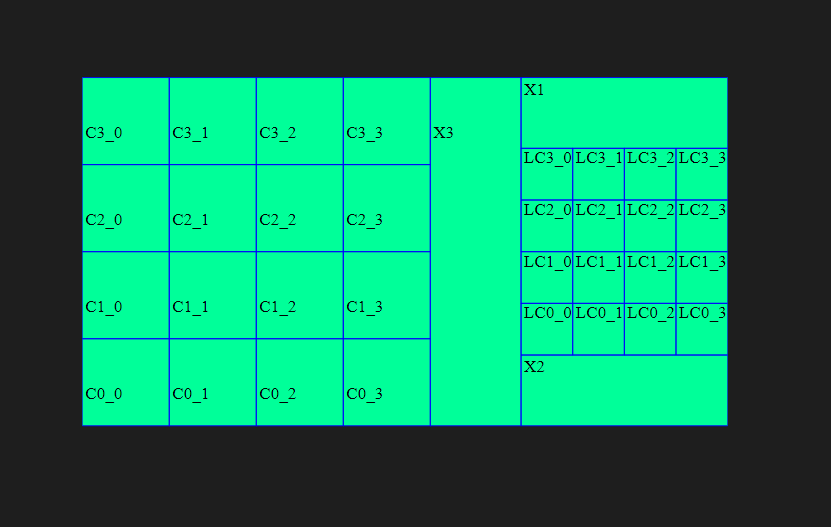 X1
C3_0 C3_1 C3_2 C3_3 X3
LC3_0 LC3_1 LC3_2 LC3_3
LC2_0 LC2_1 LC2_2 LC2_3
C2_0 C2_1 C2_2 C2_3
LC1_0 LC1_1 LC1_2 LC1_3
C1_0 C1_1 C1_2 C1_3
LC0_0 LC0_1 LC0_2 LC0_3
X2
C0_0 C0_1 C0_2 C0_3